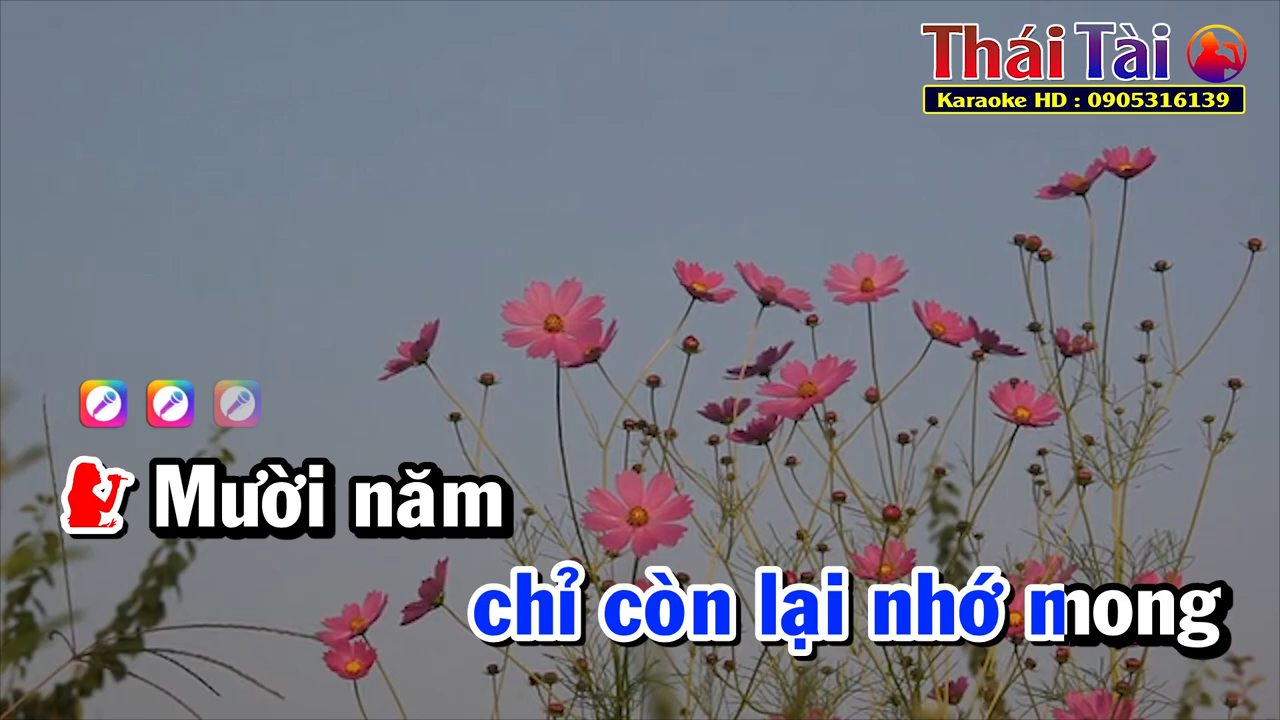 Thái Tài
Karaoke HD : 0905316139
Mười năm
chỉ còn lại nhớ mong